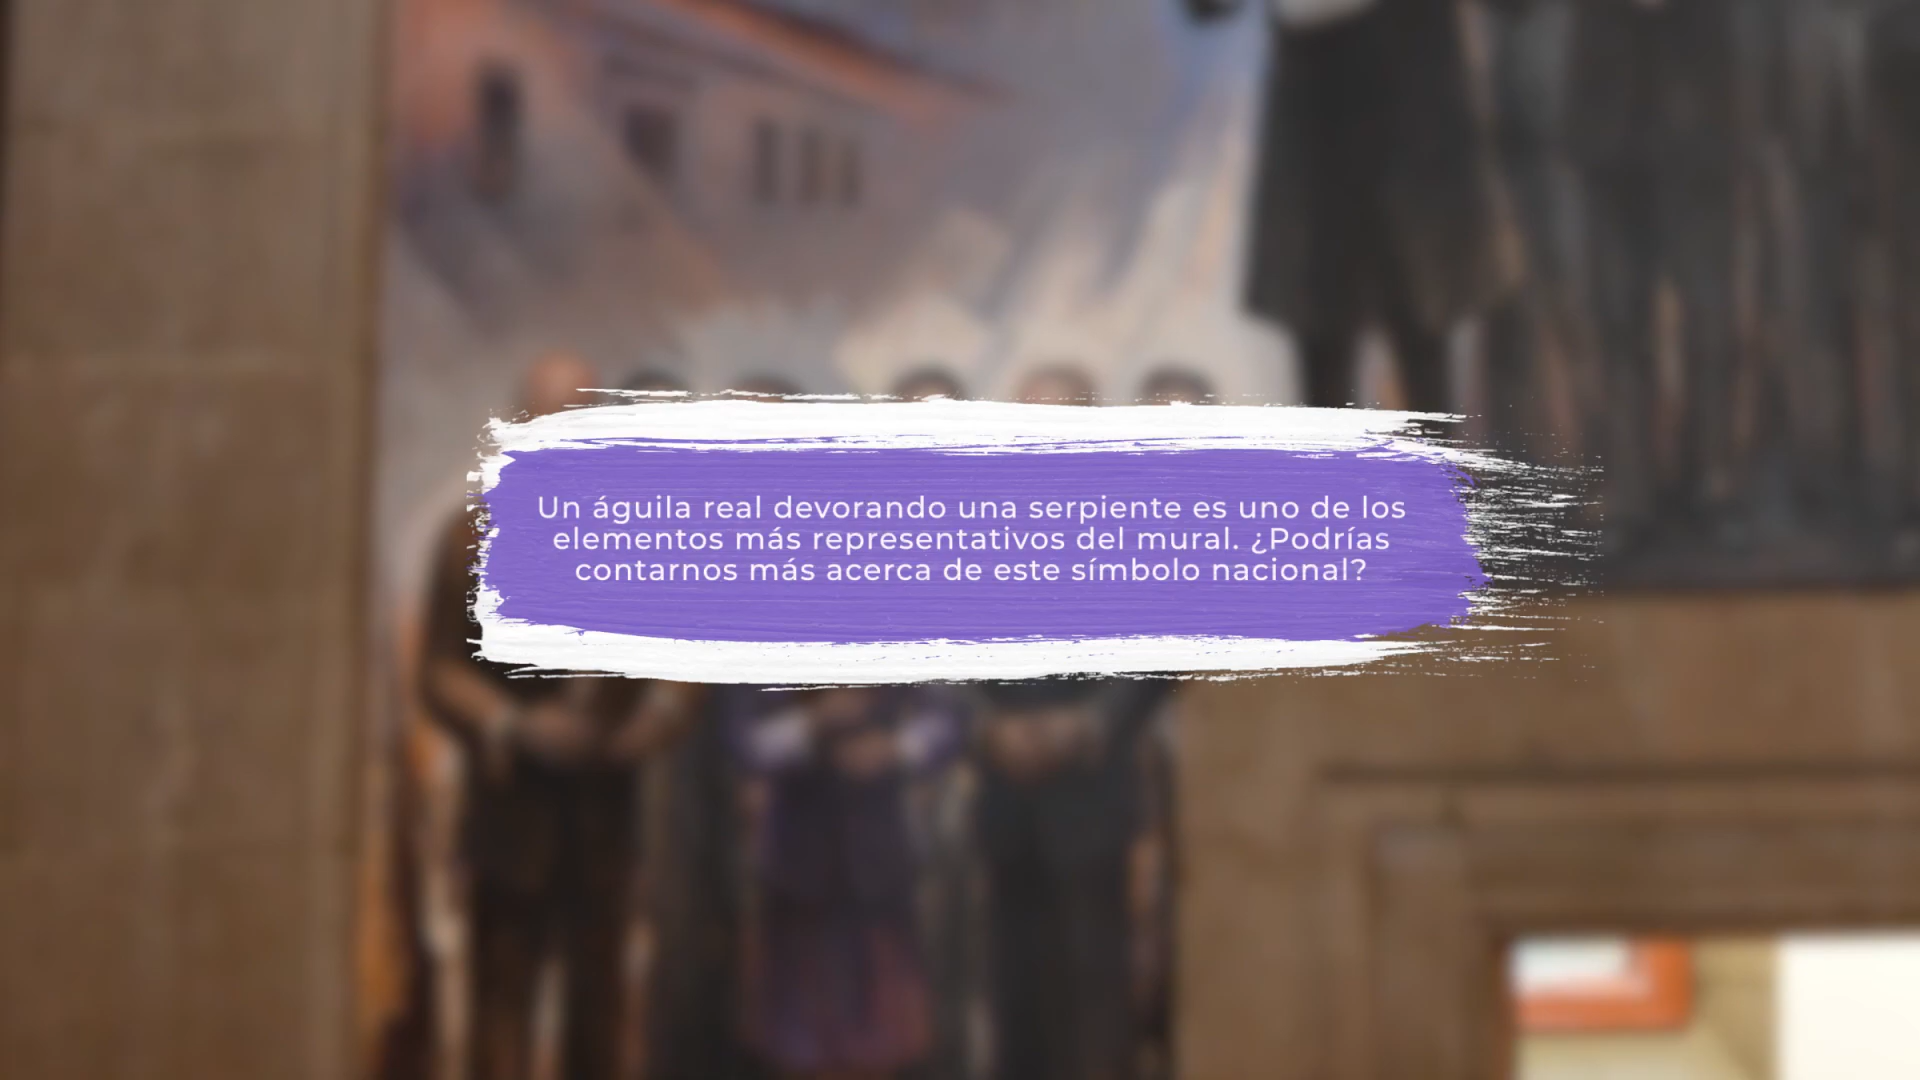 Un águila real devorando una serpiente es uno de los
elementos más representativos del mural. ¿Podrías
contarnos más acerca de este símbolo nacional?